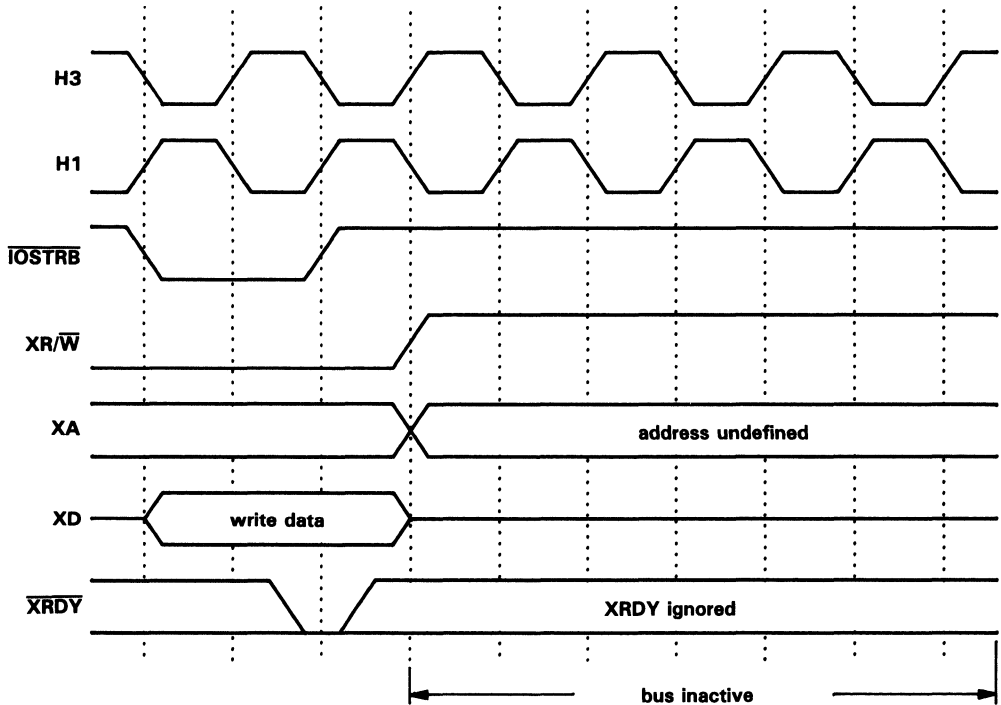 H3
H1
IOSTRB
XR/W
XA
address undefined
XD
write data
XRDY
XRDY ignored
bus inactive